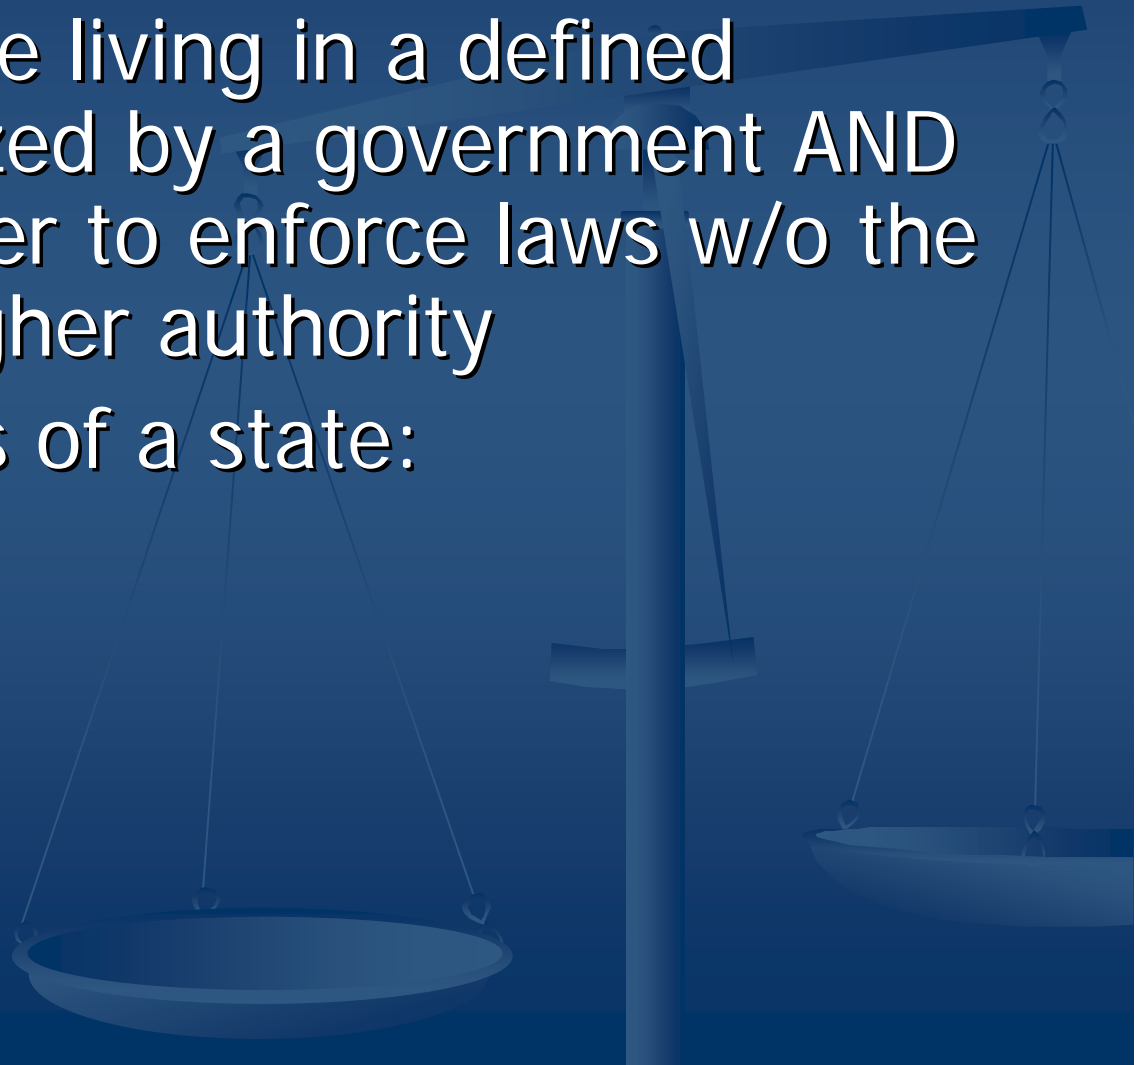 e living in a defined
zed by a government AND
er to enforce laws w/o the
gher authority
s of a state: